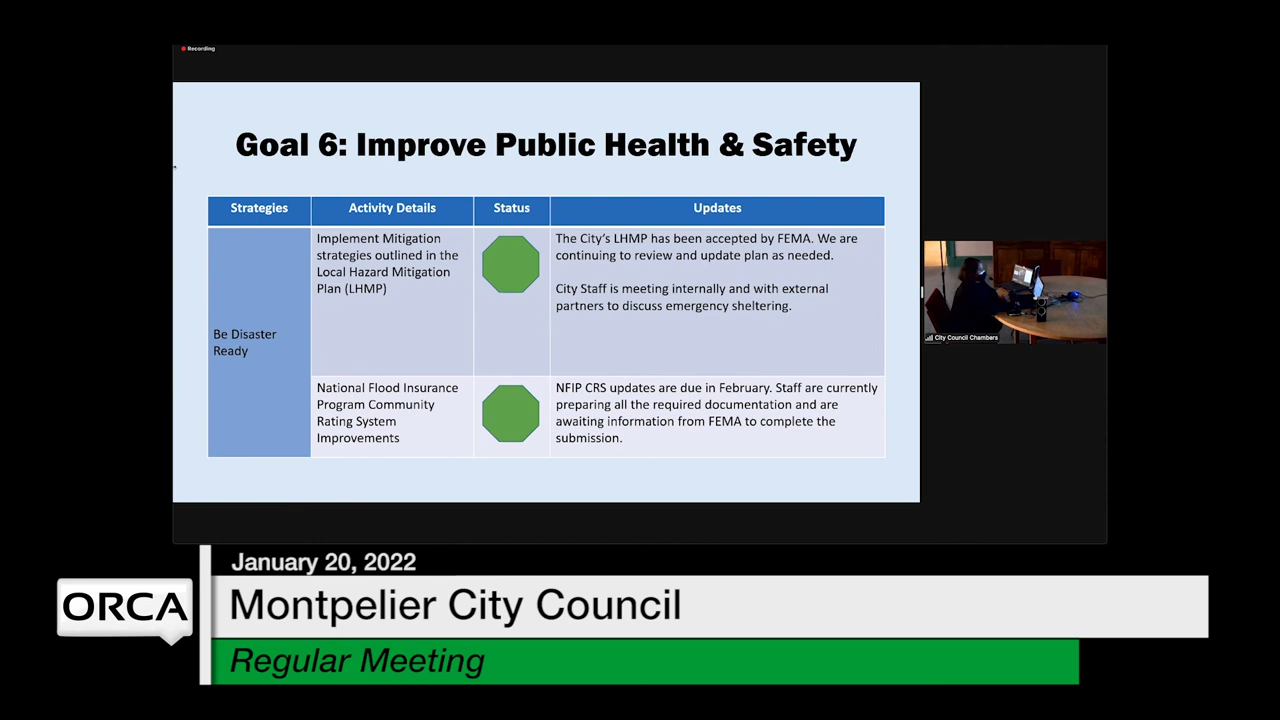 Recording
Goal 6: Improve Public Health & Safety
Strategies
Activity Details
Status
Updates
Be Disaster
Ready
Implement Mitigation
strategies outlined in the
Local Hazard Mitigation
Plan (LHMP)
The City's LHMP has been accepted by FEMA. We are
continuing to review and update plan as needed.
City Staff is meeting internally and with external
partners to discuss emergency sheltering.
National Flood Insurance
Program Community
Rating System
Improvements
NFIP CRS updates are due in February. Staff are currently
preparing all the required documentation and are
awaiting information from FEMA to complete the
submission.
City Council Chambers
January 20, 2022
ORCA
Montpelier City Council
Regular Meeting